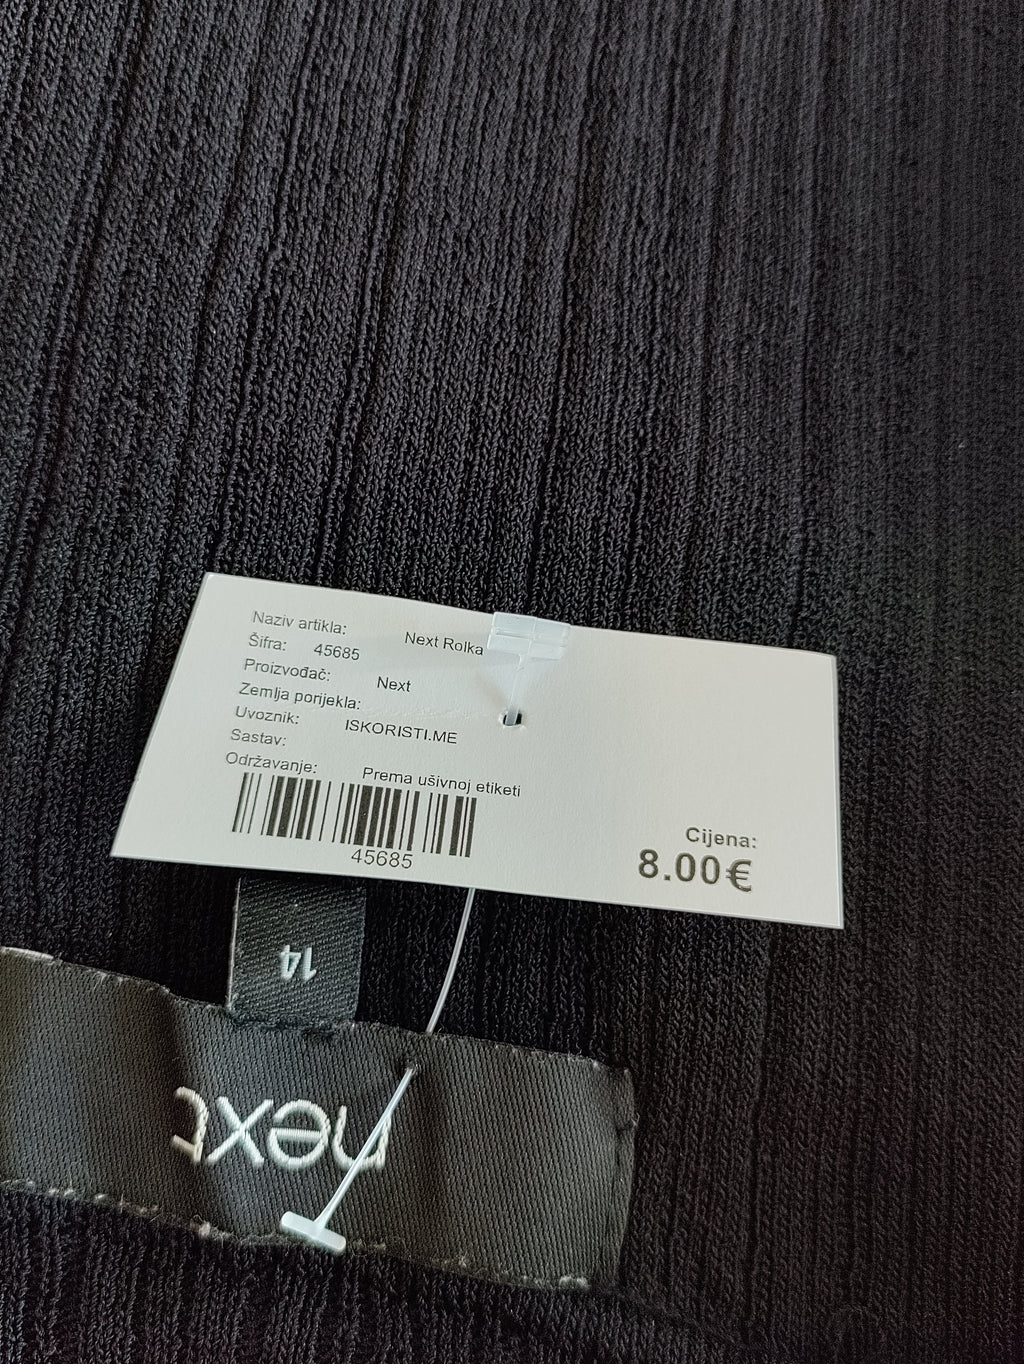 Naziv artikla: Next Rolka
Šifra: 45685
Proizvođač: Next
Zemlja porijekla:
Uvoznik: ISKORISTI.ME
Sastav:
Održavanje: Prema ušivnoj etiketi
45685
Cijena:
8.00€
14
next